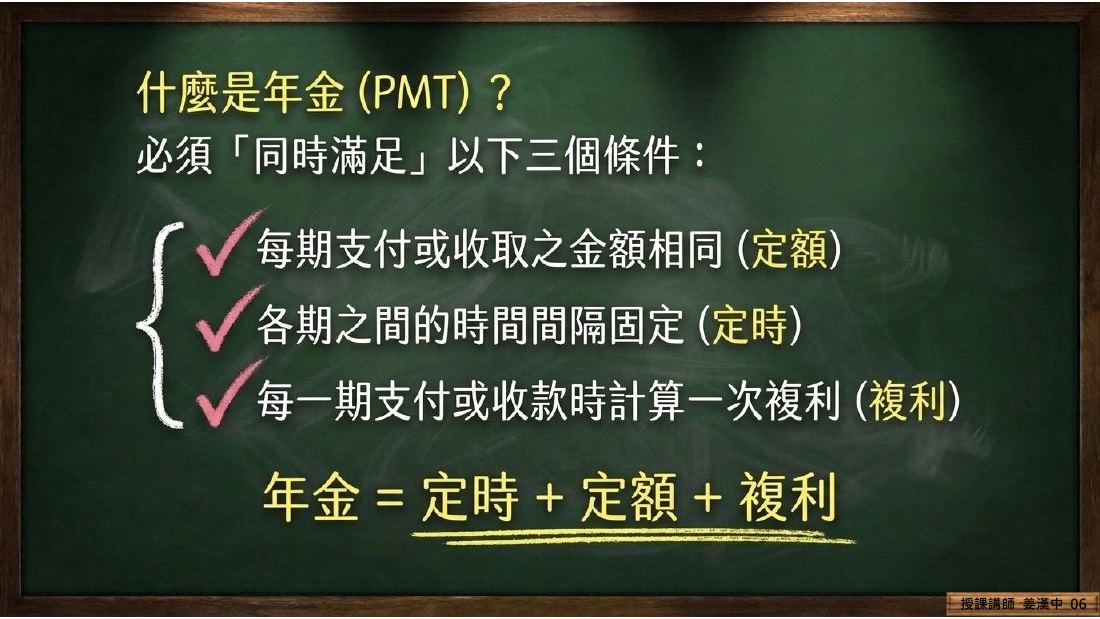 什麼是年金 (PMT) ？
必須「同時滿足」以下三個條件：
每期支付或收取之金額相同 (定額)
各期之間的時間間隔固定 (定時)
每一期支付或收款時計算一次複利 (複利)
年金 = 定時 + 定額 + 複利
授課講師 姜漢中 06